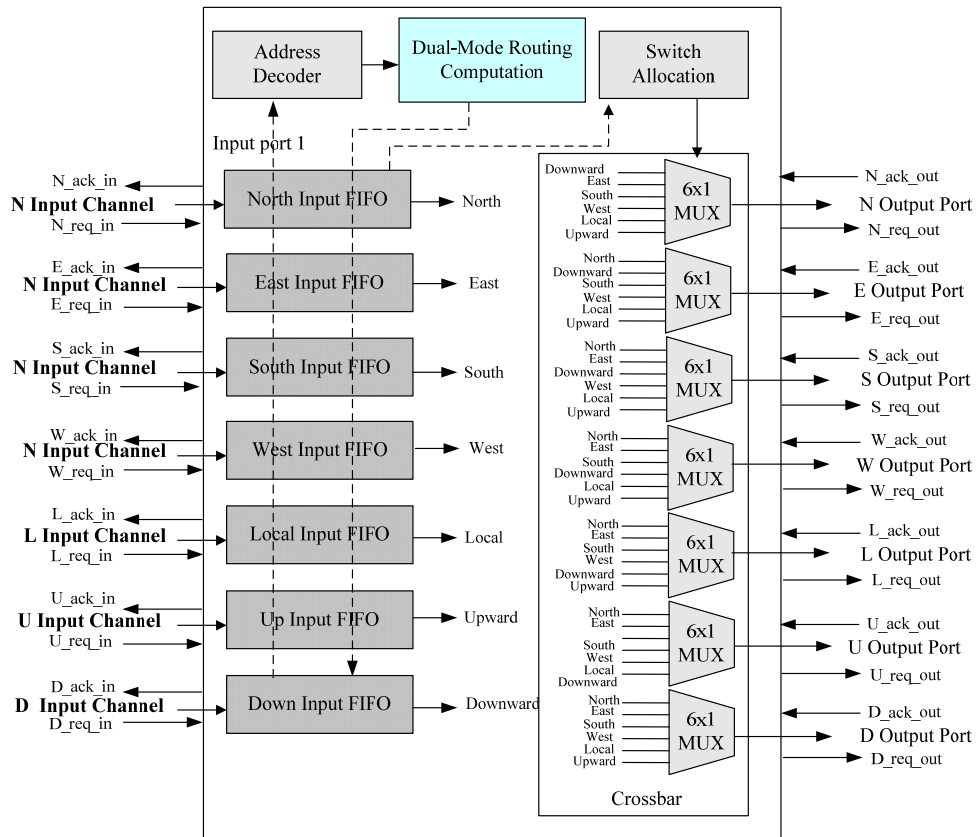 Address
Decoder
Dual-Mode Routing
Computation
Switch
Allocation
Input port 1
N_ack_in
N Input Channel
N_req_in
North Input FIFO
North
E_ack_in
N Input Channel
E_req_in
East Input FIFO
East
S_ack_in
N Input Channel
S_req_in
South Input FIFO
South
W_ack_in
N Input Channel
W_req_in
West Input FIFO
West
L_ack_in
L Input Channel
L_req_in
Local Input FIFO
Local
U_ack_in
U Input Channel
U_req_in
Up Input FIFO
Upward
D_ack_in
D Input Channel
D_req_in
Down Input FIFO
Downward
Downward
East
South
West
Local
Upward
6x1
MUX
N_ack_out
N Output Port
N_req_out
North
Downward
South
West
Local
Upward
6x1
MUX
E_ack_out
E Output Port
E_req_out
North
East
Downward
West
Local
Upward
6x1
MUX
S_ack_out
S Output Port
S_req_out
North
East
South
Downward
Local
Upward
6x1
MUX
W_ack_out
W Output Port
W_req_out
North
East
South
West
Downward
Upward
6x1
MUX
L_ack_out
L Output Port
L_req_out
North
East
South
West
Local
Downward
6x1
MUX
U_ack_out
U Output Port
U_req_out
North
East
South
West
Local
Upward
6x1
MUX
D_ack_out
D Output Port
D_req_out
Crossbar